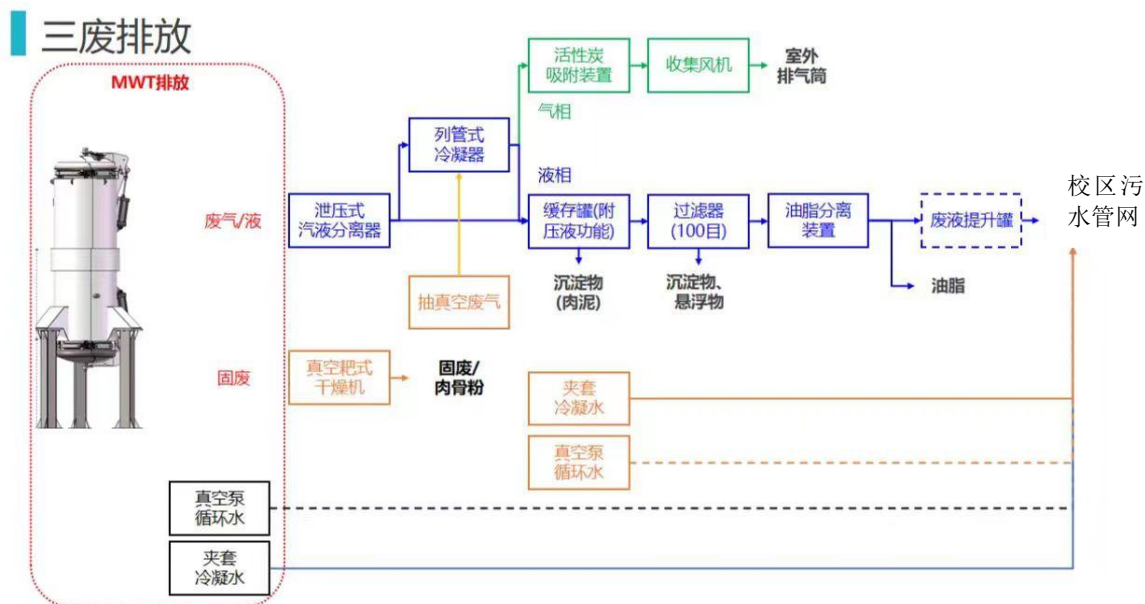 三废排放
MWT排放
活性炭
吸附装置
收集风机
室外
排气筒
气相
列管式
冷凝器
液相
校区污
水管网
废气/液
泄压式
汽液分离器
缓存罐(附
压液功能)
过滤器
(100目)
油脂分离
装置
废液提升罐
沉淀物
(肉泥)
沉淀物、
悬浮物
油脂
抽真空废气
固废
真空耙式
干燥机
固废/
肉骨粉
夹套
冷凝水
真空泵
循环水
真空泵
循环水
夹套
冷凝水